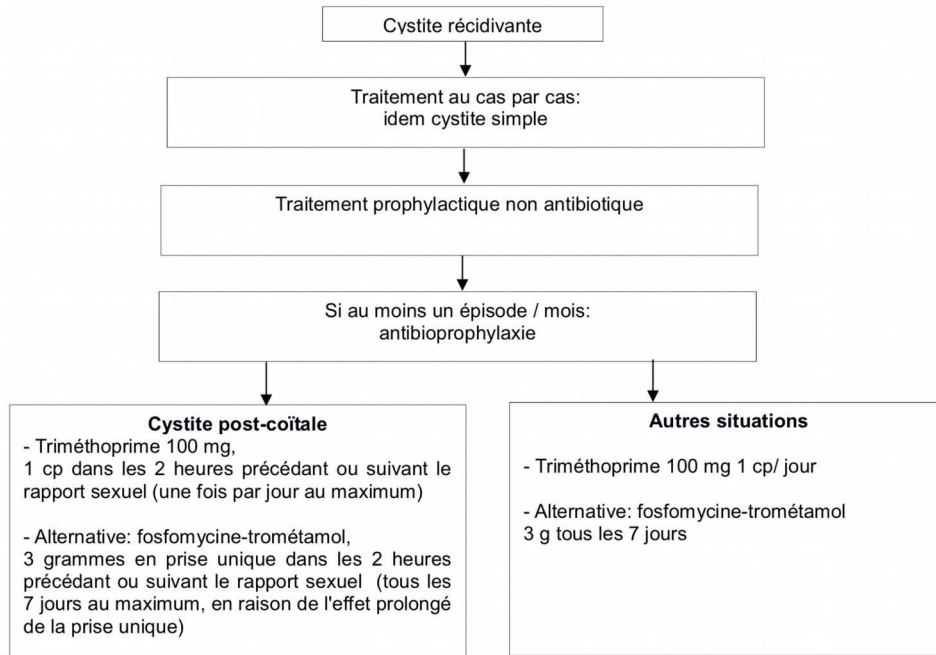 Cystite récidivante
Traitement au cas par cas:
idem cystite simple
Traitement prophylactique non antibiotique
Si au moins un épisode / mois:
antibioprophylaxie
Cystite post-coïtale
- Triméthoprime 100 mg,
1 cp dans les 2 heures précédant ou suivant le
rapport sexuel (une fois par jour au maximum)
- Alternative: fosfomycine-trométamol,
3 grammes en prise unique dans les 2 heures
précédant ou suivant le rapport sexuel (tous les
7 jours au maximum, en raison de l'effet prolongé
de la prise unique)
Autres situations
- Triméthoprime 100 mg 1 cp/ jour
- Alternative: fosfomycine-trométamol
3 g tous les 7 jours